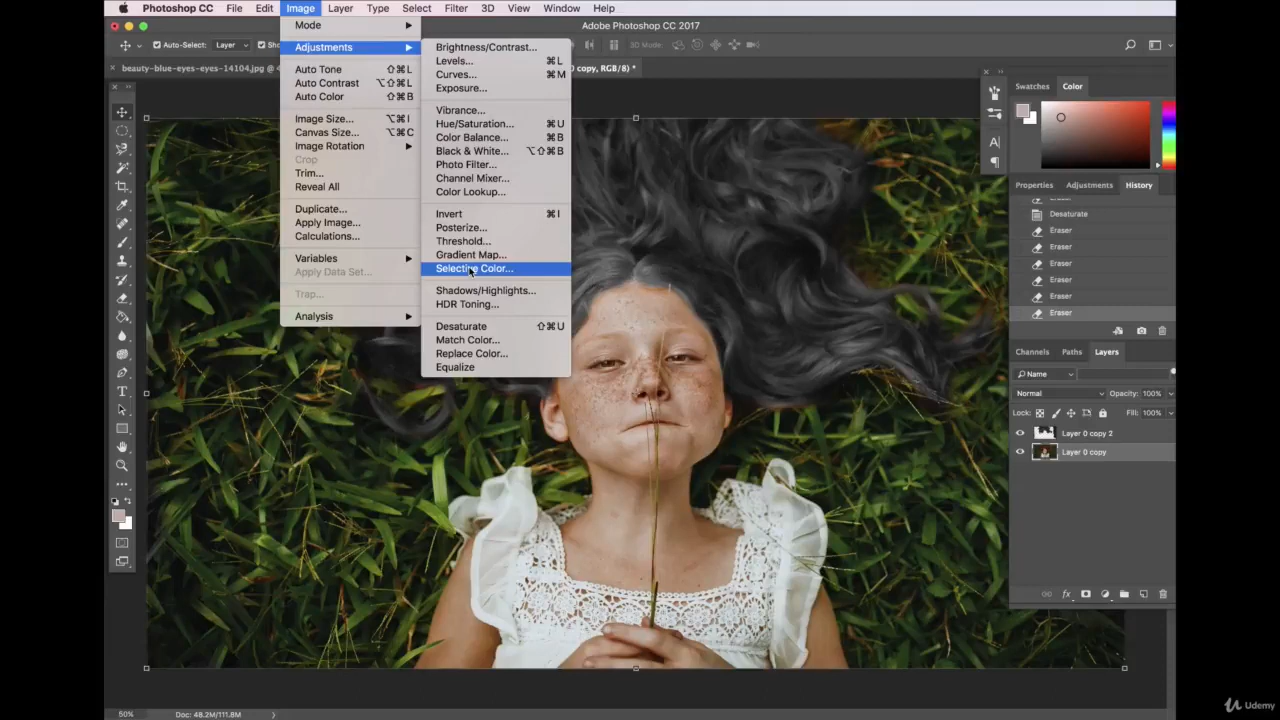 Photoshop CC File Edit Image Layer Type Select Filter 3D View Window Help
Adobe Photoshop CC 2017
Auto-Select: Layer 3D Mode:
beauty-blue-eyes-eyes-14104.jpg @ copy, RGB/8) *
Mode
Adjustments
Auto Tone ⇧⌘L
Auto Contrast ⌥⇧⌘L
Auto Color ⇧⌘B
Image Size... ⌥⌘I
Canvas Size... ⌥⌘C
Image Rotation
Crop
Trim...
Reveal All
Duplicate...
Apply Image...
Calculations...
Variables
Apply Data Set...
Trap...
Analysis
Brightness/Contrast...
Levels... ⌘L
Curves... ⌘M
Exposure...
Vibrance...
Hue/Saturation... ⌘U
Color Balance... ⌘B
Black & White... ⌥⇧⌘B
Photo Filter...
Channel Mixer...
Color Lookup...
Invert ⌘I
Posterize...
Threshold...
Gradient Map...
Selective Color...
Shadows/Highlights...
HDR Toning...
Desaturate ⇧⌘U
Match Color...
Replace Color...
Equalize
Swatches Color
Properties Adjustments History
Desaturate
Eraser
Eraser
Eraser
Eraser
Eraser
Eraser
Channels Paths Layers
Name
Normal Opacity: 100%
Lock: Fill: 100%
Layer 0 copy 2
Layer 0 copy
50% Doc: 48.2M/111.8M
Udemy